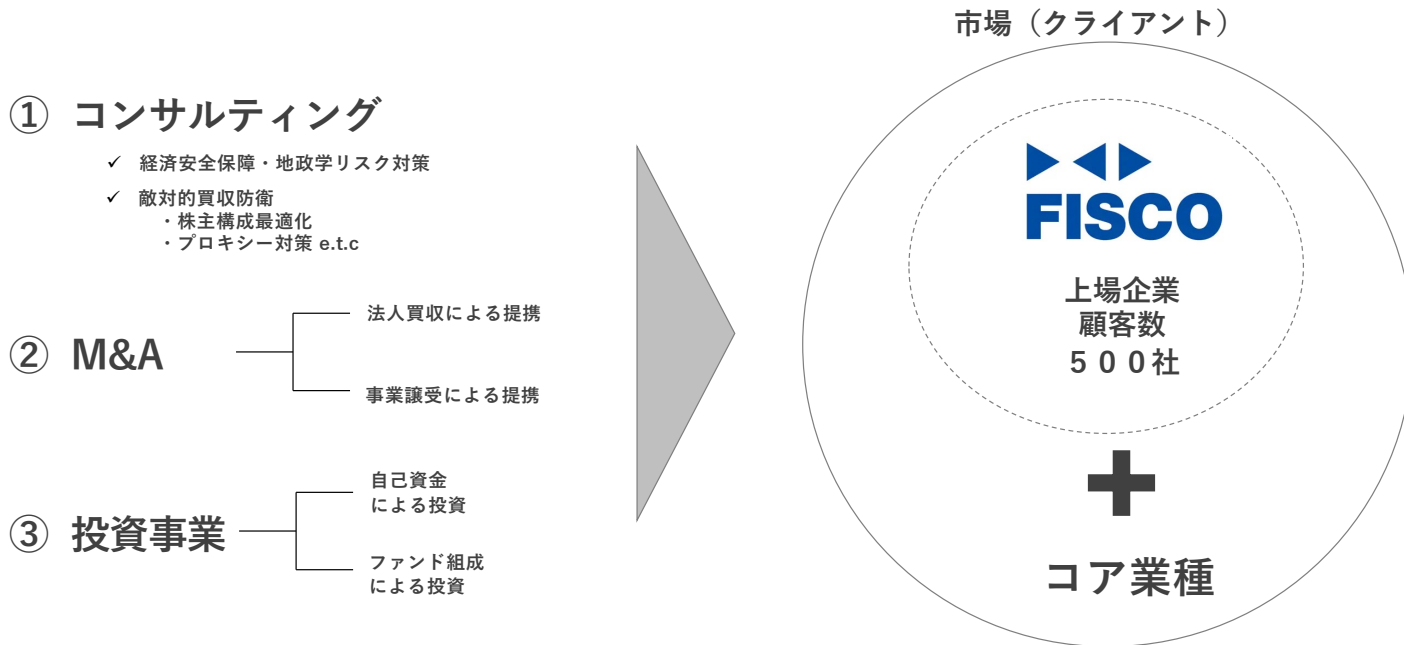 ① コンサルティング
✓ 経済安全保障・地政学リスク対策
✓ 敵対的買収防衛
・株主構成最適化
・プロキシー対策 e.t.c
② M&A
法人買収による提携
事業譲受による提携
③ 投資事業
自己資金
による投資
ファンド組成
による投資
市場（クライアント）
FISCO
上場企業
顧客数
５００社
+
コア業種